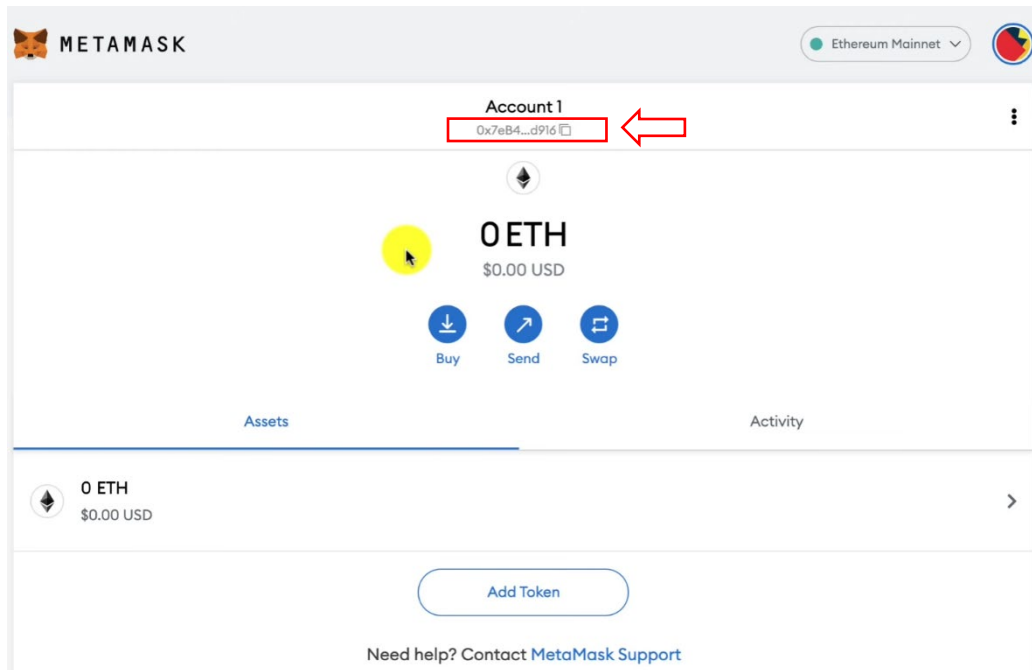 METAMASK
Ethereum Mainnet
Account 1
0x7eB4...d916
0 ETH
$0.00 USD
Buy Send Swap
Assets Activity
0 ETH
$0.00 USD
Add Token
Need help? Contact MetaMask Support